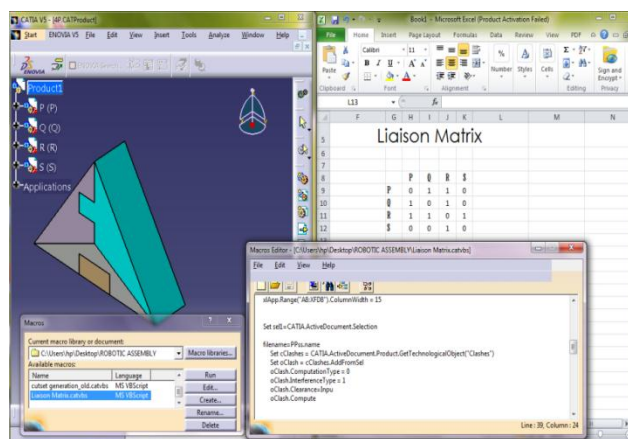 CATIA V5 - [4P.CATProduct]
Start ENOVIA V5 File Edit View Insert Tools Analyze Window Help
ENOVIA
Product1
P (P)
Q (Q)
R (R)
S (S)
Applications
Book1 - Microsoft Excel (Product Activation Failed)
File Home Insert Page Layout Formulas Data Review View PDF
Calibri 11
Paste
B I U A A
Number Styles Cells Sign and Encrypt
Clipboard Font Alignment Editing Privacy
L13 fx
F G H I J K L M N
5 Liaison Matrix
6
7
8 P Q R S
9 P 0 1 1 0
10 Q 1 0 1 0
11 R 1 1 0 1
12 S 0 0 1 0
Macros Editor - [C:\Users\hp\Desktop\ROBOTIC ASSEMBLY\Liaison Matrix.catvbs]
File Edit View Help
xlApp.Range("A8:XFD8").ColumnWidth = 15
Set sel1=CATIA.ActiveDocument.Selection
filename=PPss.name
Set cClashes = CATIA.ActiveDocument.Product.GetTechnologicalObject("Clashes")
Set oClash = cClashes.AddFromSel
oClash.ComputationType = 0
oClash.InterferenceType = 1
oClash.Clearance=Inpu
oClash.Compute
Line : 39, Column : 24
Macros
Current macro library or document:
C:\Users\hp\Desktop\ROBOTIC ASSEMBLY Macro libraries...
Available macros:
Name Language Run
cutset generation_old.catvbs MS VBScript Edit...
Liaison Matrix.catvbs MS VBScript
Create...
Rename...
Delete